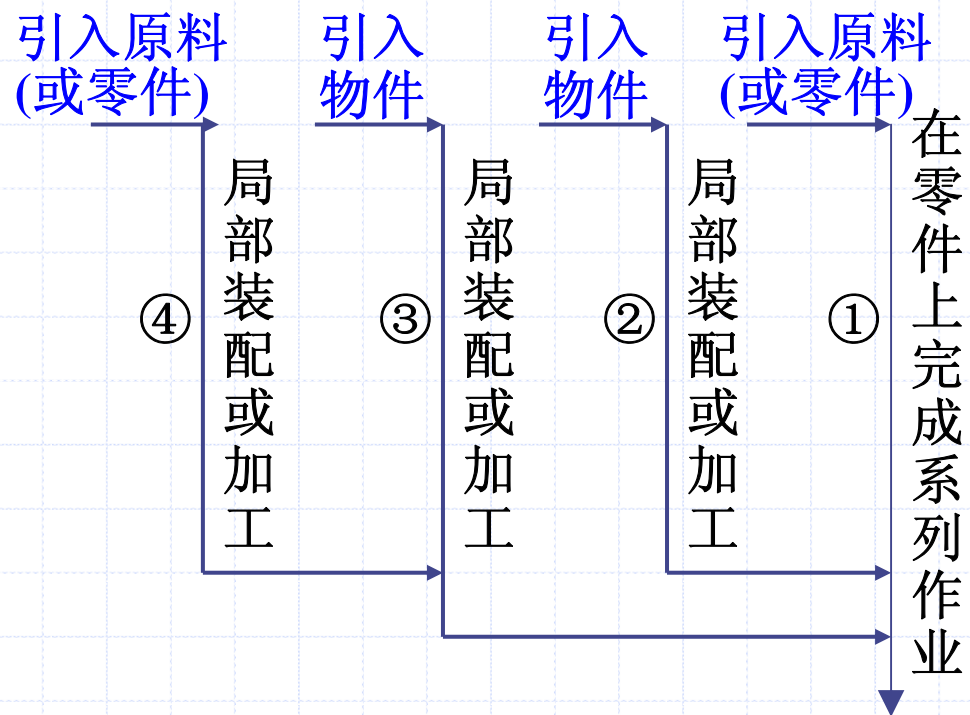 引入原料
(或零件)
引入
物件
引入
物件
引入原料
(或零件)
④
局部装配或加工
③
局部装配或加工
②
局部装配或加工
①
在零件上完成系列作业